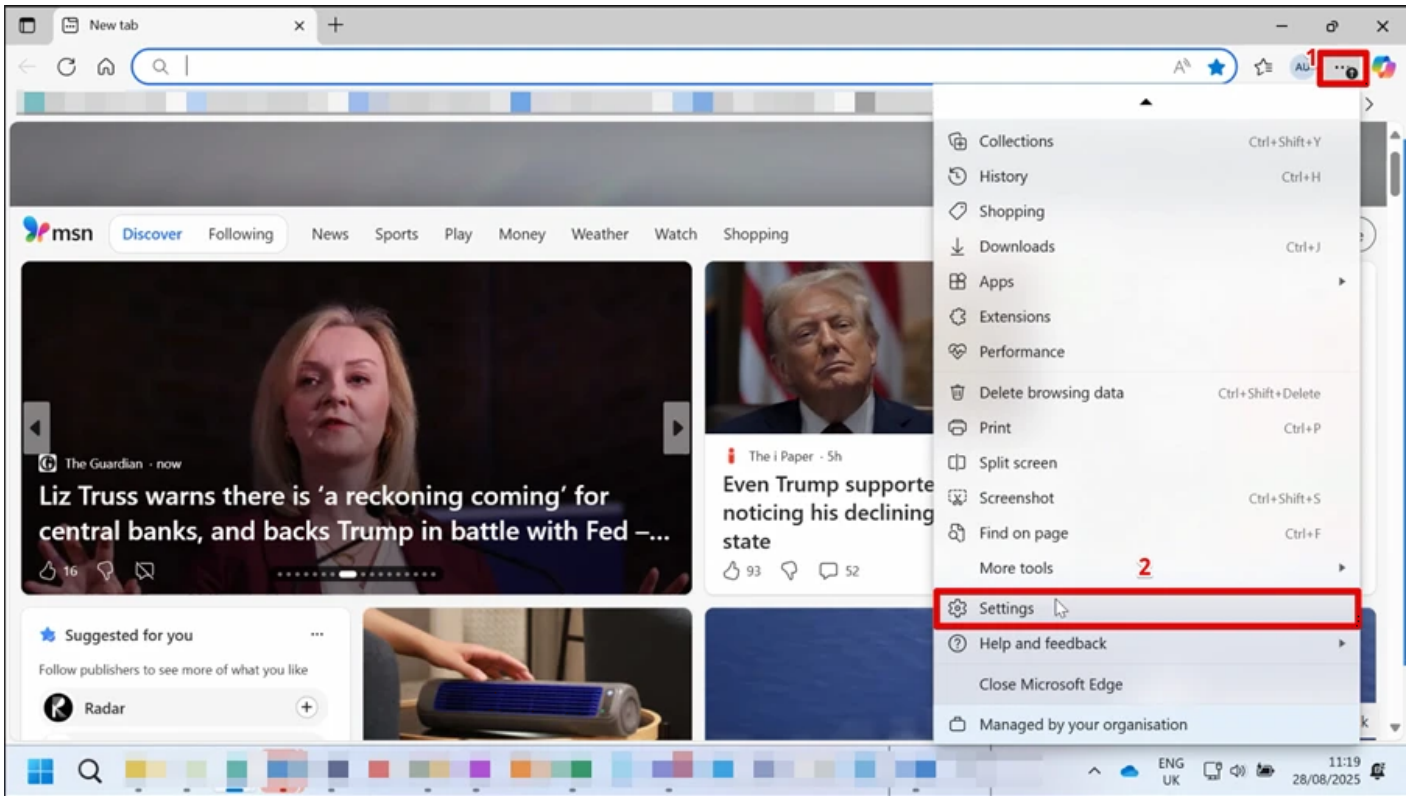 New tab
AU
1
Collections Ctrl+Shift+Y
History Ctrl+H
Shopping
Downloads Ctrl+J
Apps
Extensions
Performance
Delete browsing data Ctrl+Shift+Delete
Print Ctrl+P
Split screen
Screenshot Ctrl+Shift+S
Find on page Ctrl+F
More tools
2
Settings
Help and feedback
Close Microsoft Edge
Managed by your organisation
msn Discover Following News Sports Play Money Weather Watch Shopping
The Guardian · now
Liz Truss warns there is ‘a reckoning coming’ for
central banks, and backs Trump in battle with Fed –...
16
The i Paper · 5h
Even Trump supporte
noticing his declining
state
93 52
Suggested for you
Follow publishers to see more of what you like
Radar
ENG
UK
11:19
28/08/2025